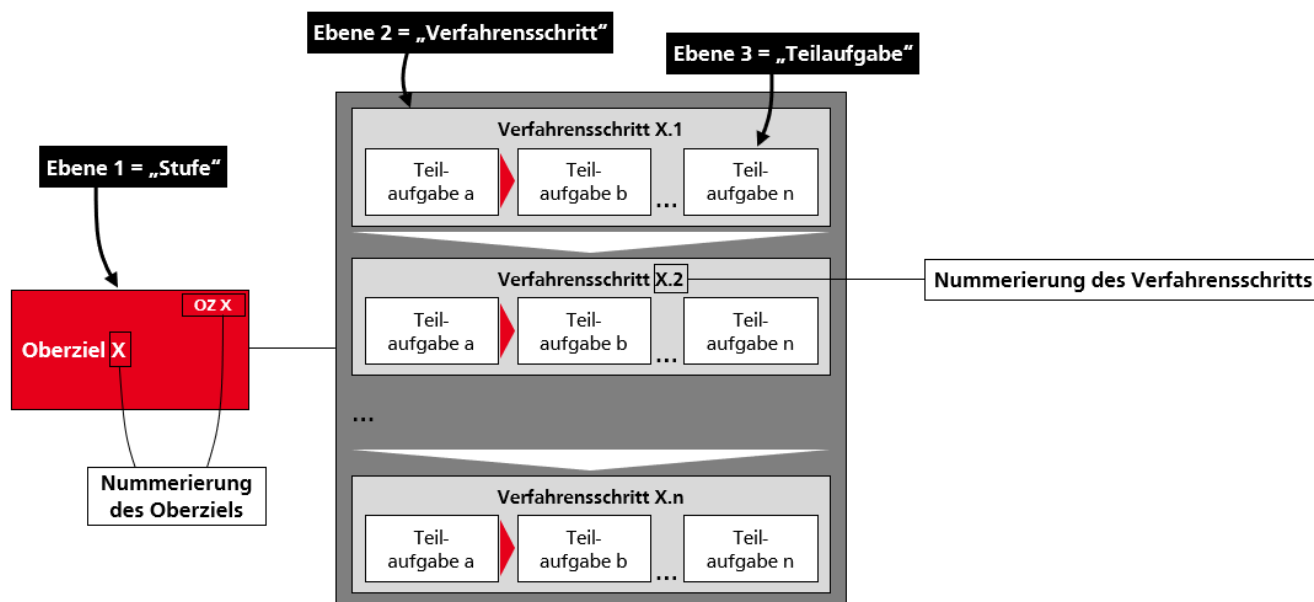 Ebene 2 = „Verfahrensschritt“
Ebene 3 = „Teilaufgabe“
Ebene 1 = „Stufe“
Verfahrensschritt X.1
Teil-
aufgabe a
Teil-
aufgabe b
...
Teil-
aufgabe n
Verfahrensschritt X.2
Nummerierung des Verfahrensschritts
Teil-
aufgabe a
Teil-
aufgabe b
...
Teil-
aufgabe n
OZ X
Oberziel X
...
Nummerierung
des Oberziels
Verfahrensschritt X.n
Teil-
aufgabe a
Teil-
aufgabe b
...
Teil-
aufgabe n